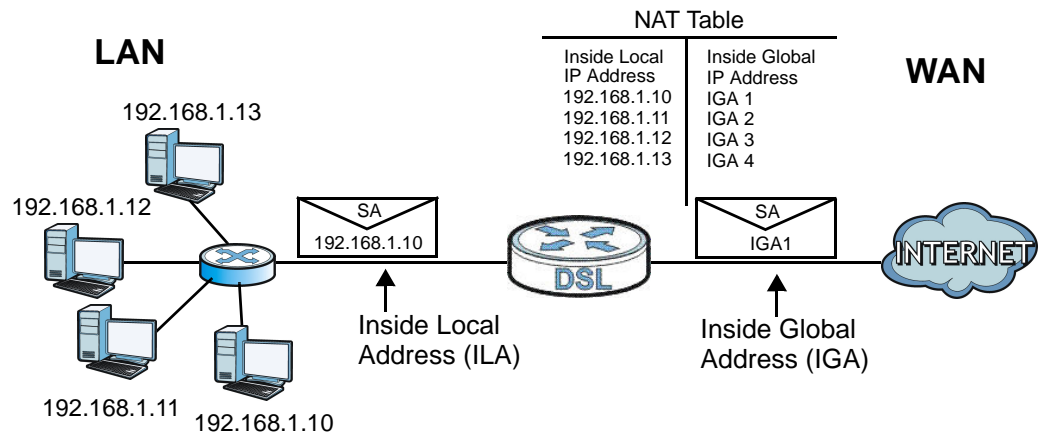 NAT Table
LAN
WAN
Inside Local
IP Address
192.168.1.10
192.168.1.11
192.168.1.12
192.168.1.13
Inside Global
IP Address
IGA 1
IGA 2
IGA 3
IGA 4
192.168.1.13
192.168.1.12
192.168.1.11
192.168.1.10
SA
192.168.1.10
Inside Local
Address (ILA)
DSL
SA
IGA1
Inside Global
Address (IGA)
INTERNET